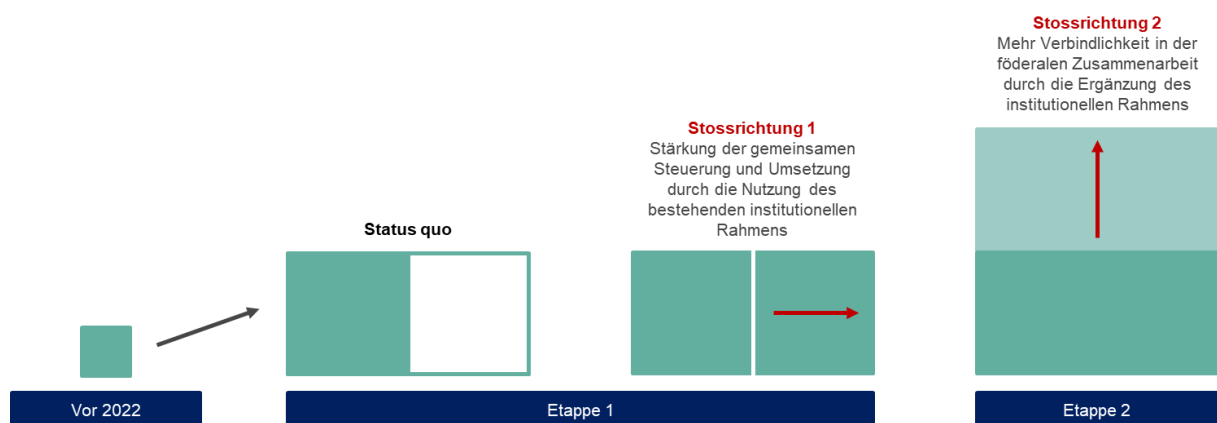 Stossrichtung 2
Mehr Verbindlichkeit in der
föderalen Zusammenarbeit
durch die Ergänzung des
institutionellen Rahmens
Stossrichtung 1
Stärkung der gemeinsamen
Steuerung und Umsetzung
durch die Nutzung des
bestehenden institutionellen
Rahmens
Status quo
Vor 2022
Etappe 1
Etappe 2